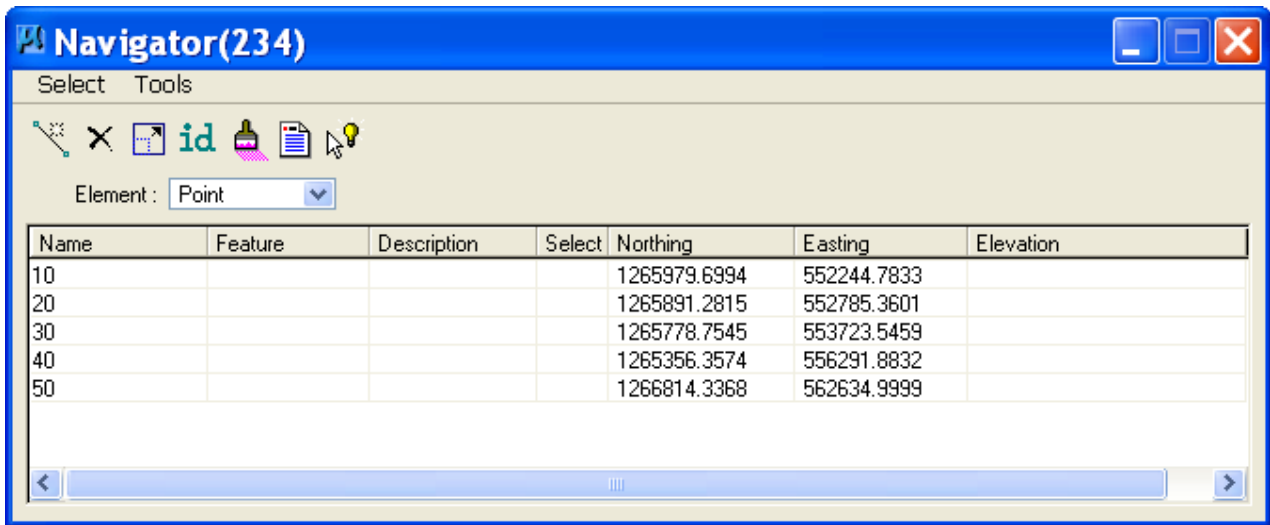 Navigator(234)
Select Tools
id
Element : Point
Name Feature Description Select Northing Easting Elevation
10 1265979.6994 552244.7833
20 1265891.2815 552785.3601
30 1265778.7545 553723.5459
40 1265356.3574 556291.8832
50 1266814.3368 562634.9999